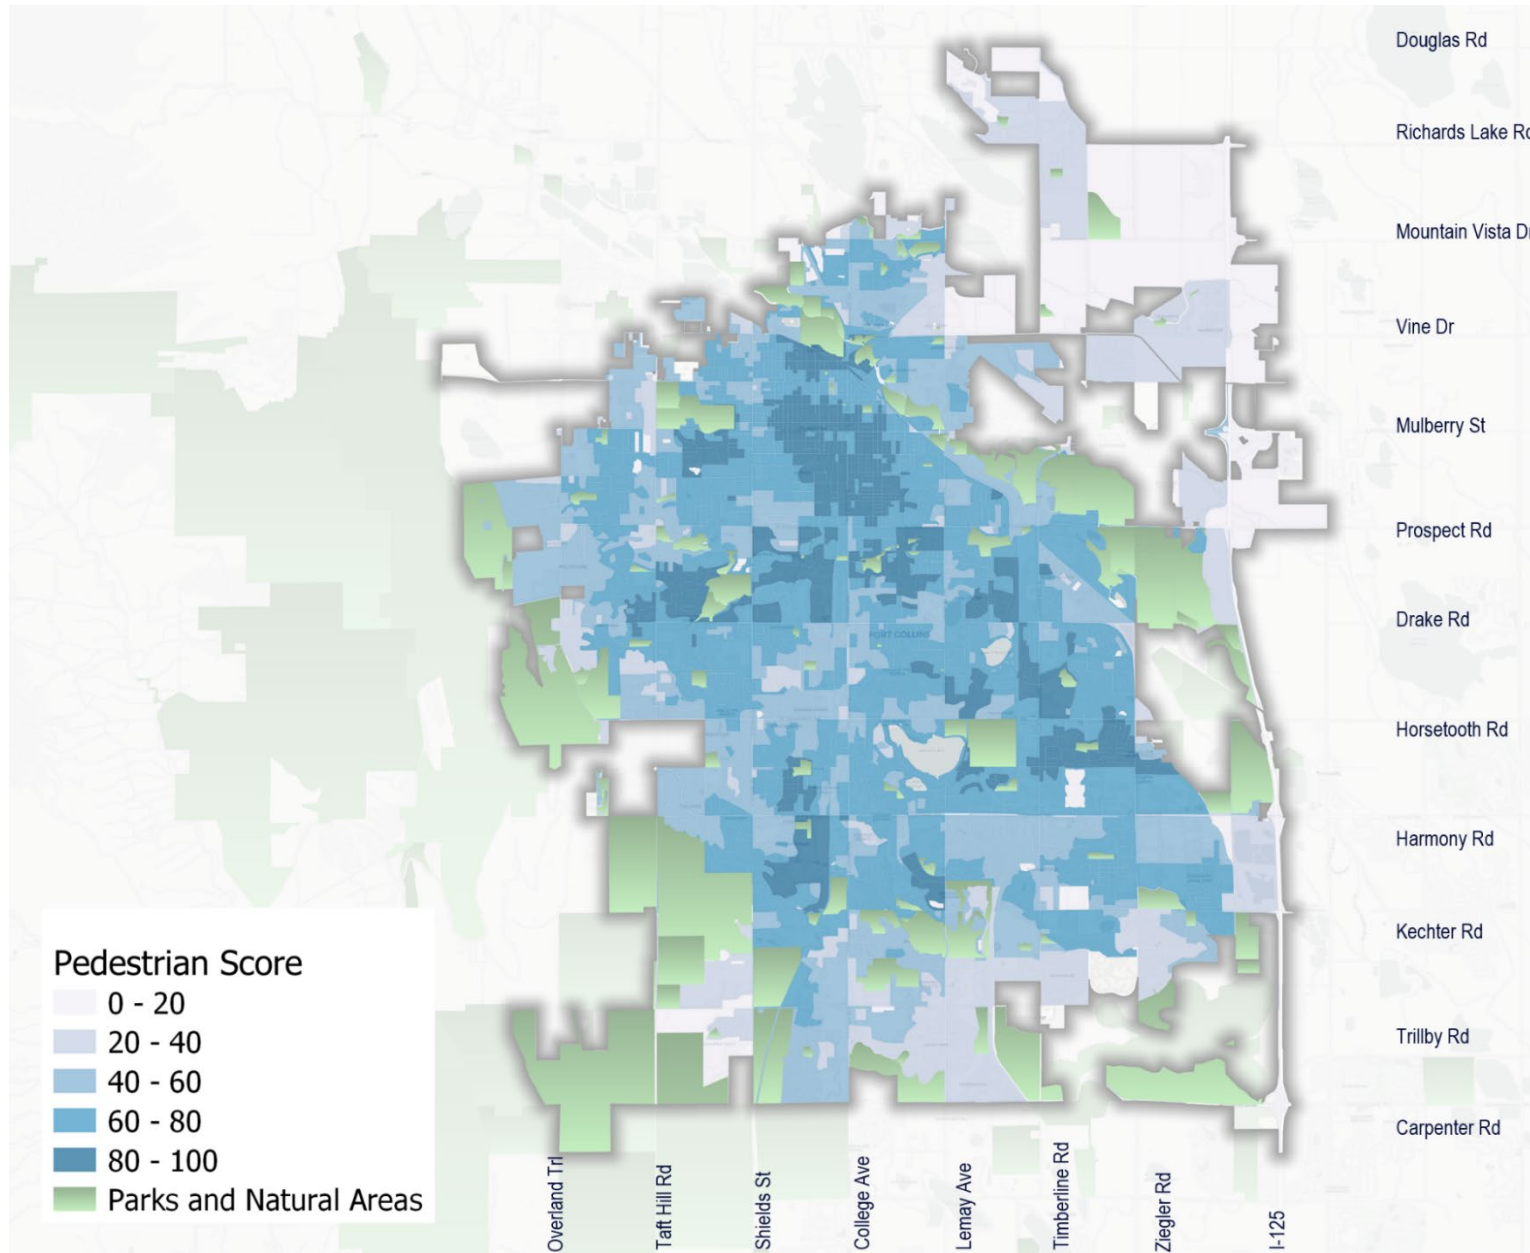 Douglas Rd
Richards Lake Rd
Mountain Vista Dr
Vine Dr
Mulberry St
Prospect Rd
Drake Rd
FORT COLLINS
Horsetooth Rd
Harmony Rd
Kechter Rd
Trillby Rd
Carpenter Rd
Pedestrian Score
0 - 20
20 - 40
40 - 60
60 - 80
80 - 100
Parks and Natural Areas
Overland Trl
Taft Hill Rd
Shields St
College Ave
Lemay Ave
Timberline Rd
Ziegler Rd
I-125